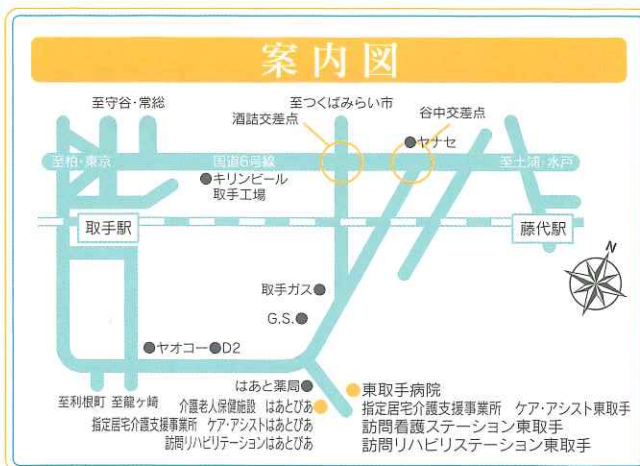 案内図
至守谷・常総
至つくばみらい市
酒詰交差点
谷中交差点
ヤナセ
至柏・東京
国道6号線
至土浦・水戸
キリンビール
取手工場
取手駅
藤代駅
N
取手ガス
G.S.
ヤオコー
D2
はあと薬局
至利根町
至龍ヶ崎
介護老人保健施設 はあとぴあ
指定居宅介護支援事業所 ケア・アシストはあとぴあ
訪問リハビリテーションはあとぴあ
東取手病院
指定居宅介護支援事業所 ケア・アシスト東取手
訪問看護ステーション東取手
訪問リハビリステーション東取手